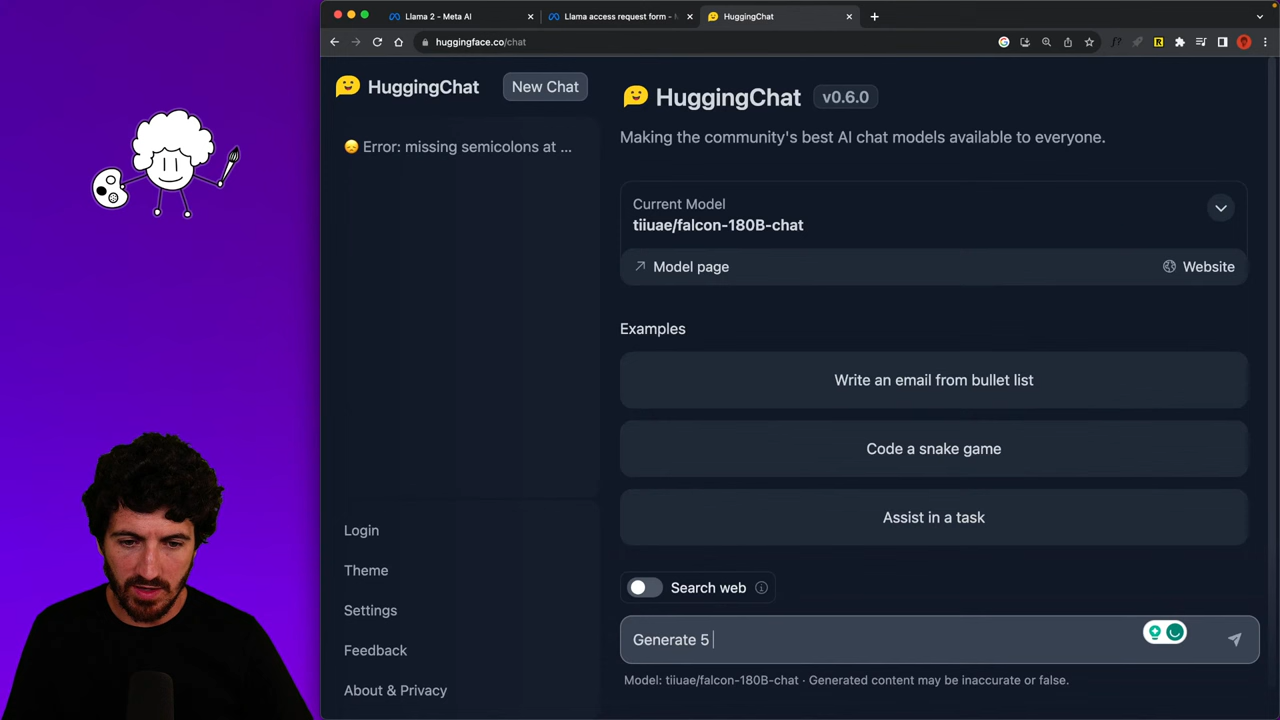 Llama 2 - Meta AI
Llama access request form -
HuggingChat
huggingface.co/chat
HuggingChat
New Chat
Error: missing semicolons at ...
Login
Theme
Settings
Feedback
About & Privacy
HuggingChat
v0.6.0
Making the community's best AI chat models available to everyone.
Current Model
tiiuae/falcon-180B-chat
Model page
Website
Examples
Write an email from bullet list
Code a snake game
Assist in a task
Search web
Generate 5
Model: tiiuae/falcon-180B-chat · Generated content may be inaccurate or false.